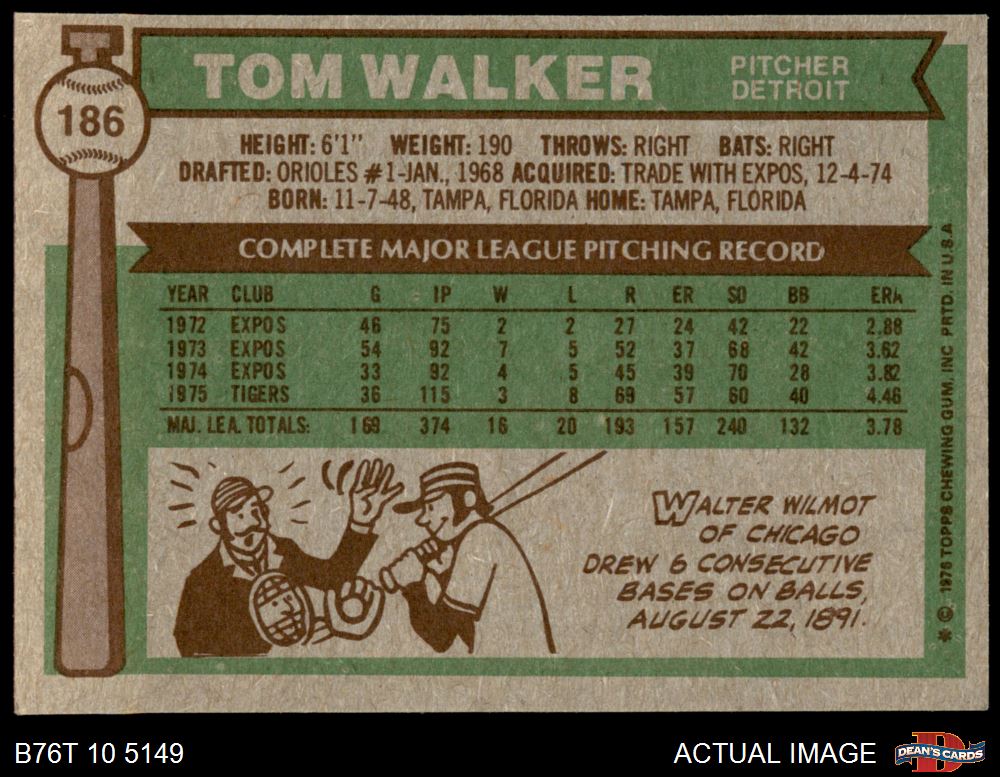 186
TOM WALKER
PITCHER
DETROIT
HEIGHT: 6'1" WEIGHT: 190 THROWS: RIGHT BATS: RIGHT
DRAFTED: ORIOLES #1-JAN., 1968 ACQUIRED: TRADE WITH EXPOS, 12-4-74
BORN: 11-7-48, TAMPA, FLORIDA HOME: TAMPA, FLORIDA
COMPLETE MAJOR LEAGUE PITCHING RECORD
YEAR CLUB G IP W L R ER SO BB ERA
1972 EXPOS 46 75 2 2 27 24 42 22 2.88
1973 EXPOS 54 92 7 5 52 37 68 42 3.62
1974 EXPOS 33 92 4 5 45 39 70 28 3.82
1975 TIGERS 36 115 3 8 69 57 60 40 4.46
MAJ. LEA. TOTALS: 169 374 16 20 193 157 240 132 3.78
WALTER WILMOT
OF CHICAGO
DREW 6 CONSECUTIVE
BASES ON BALLS,
AUGUST 22, 1891.
* © 1976 TOPPS CHEWING GUM, INC PRTD. IN U.S.A
B76T 10 5149
ACTUAL IMAGE
D
DEAN'S CARDS